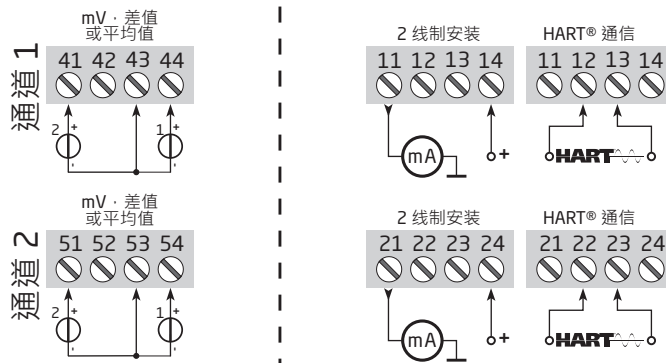 通道 1
mV · 差值
或平均值
41 42 43 44
2 + -
1 + -
2 线制安装
11 12 13 14
mA
+
HART® 通信
11 12 13 14
HART
通道 2
mV · 差值
或平均值
51 52 53 54
2 + -
1 + -
2 线制安装
21 22 23 24
mA
+
HART® 通信
21 22 23 24
HART